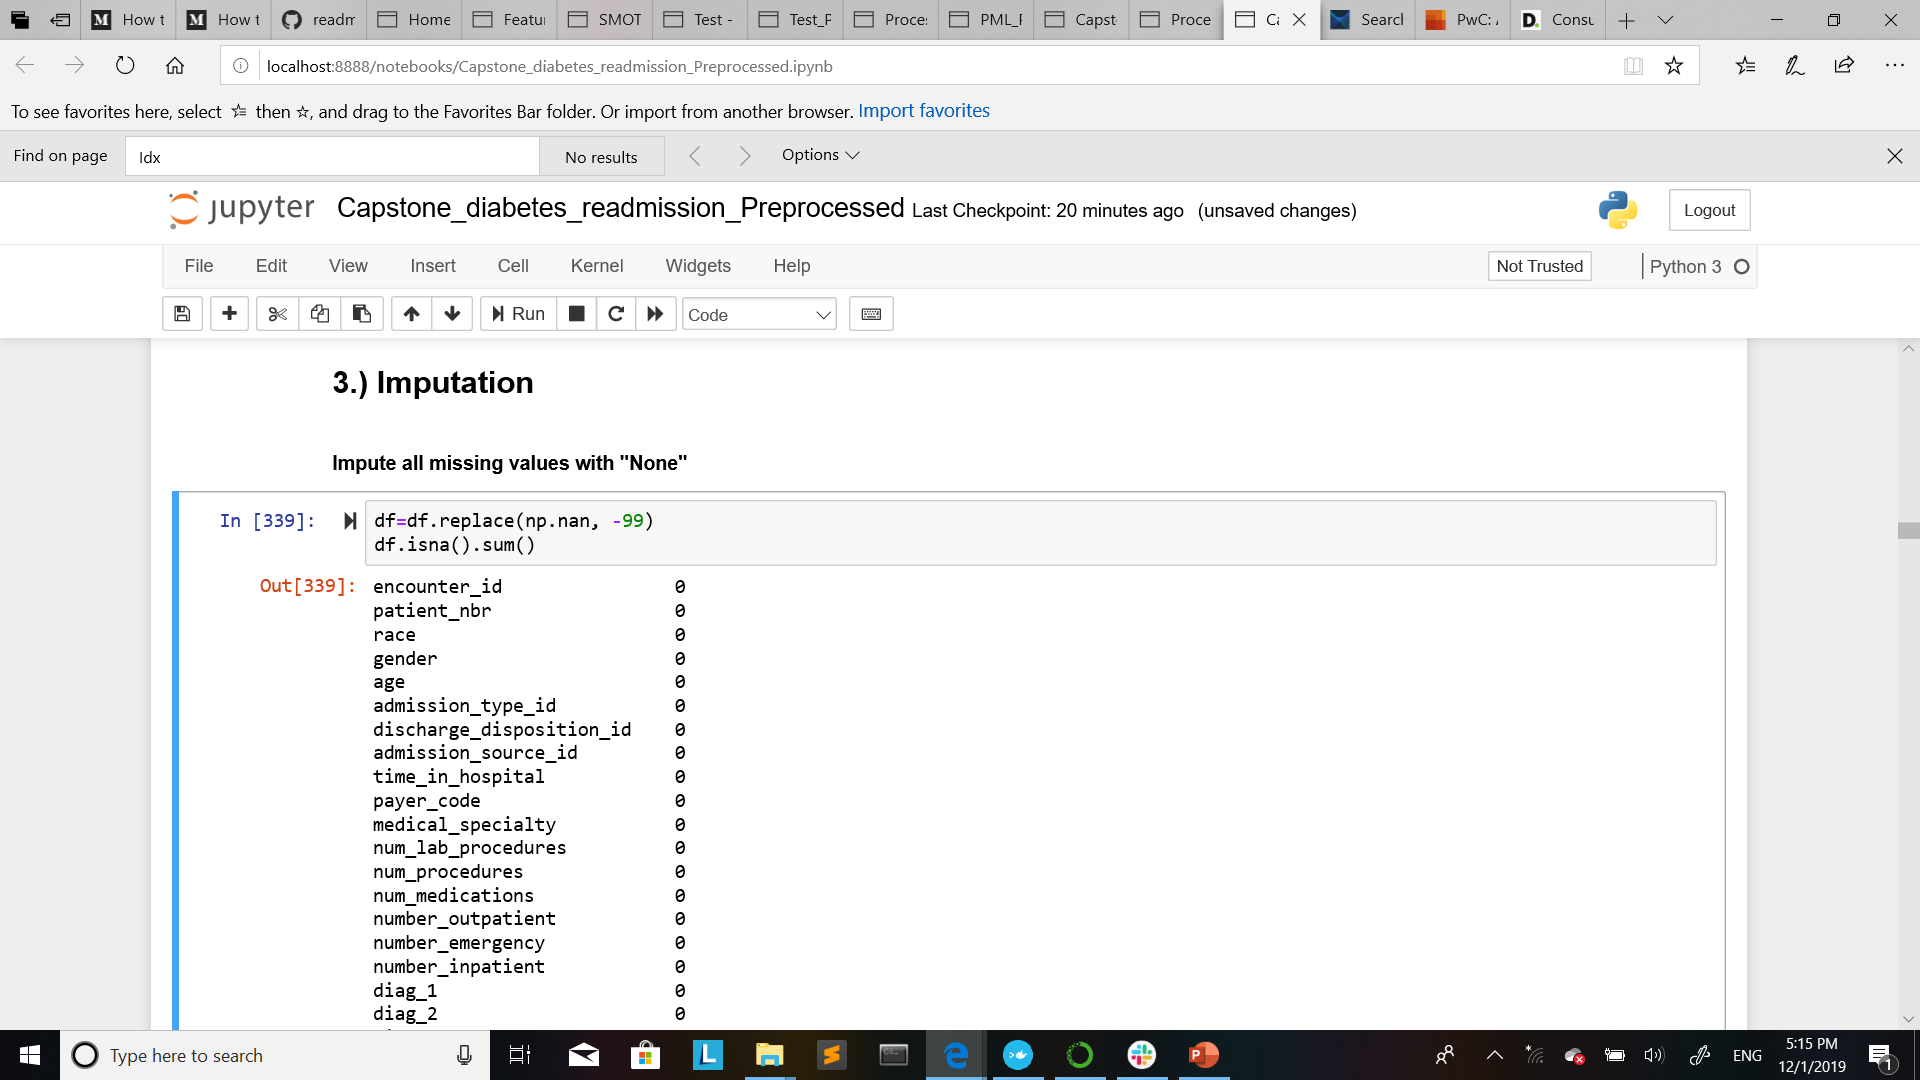 How t
How t
readm
Home
Featur
SMOT
Test -
Test_P
Proces
PML_F
Capst
Proce
Ca
Search
PwC: A
Consu
localhost:8888/notebooks/Capstone_diabetes_readmission_Preprocessed.ipynb
To see favorites here, select then ☆, and drag to the Favorites Bar folder. Or import from another browser. Import favorites
Find on page
Idx
No results
Options
jupyter
Capstone_diabetes_readmission_Preprocessed Last Checkpoint: 20 minutes ago (unsaved changes)
Logout
File Edit View Insert Cell Kernel Widgets Help
Not Trusted
Python 3
Run
Code
3.) Imputation
Impute all missing values with "None"
In [339]:
df=df.replace(np.nan, -99)
df.isna().sum()
Out[339]:
encounter_id 0
patient_nbr 0
race 0
gender 0
age 0
admission_type_id 0
discharge_disposition_id 0
admission_source_id 0
time_in_hospital 0
payer_code 0
medical_specialty 0
num_lab_procedures 0
num_procedures 0
num_medications 0
number_outpatient 0
number_emergency 0
number_inpatient 0
diag_1 0
diag_2 0
Type here to search
ENG
5:15 PM
12/1/2019
1